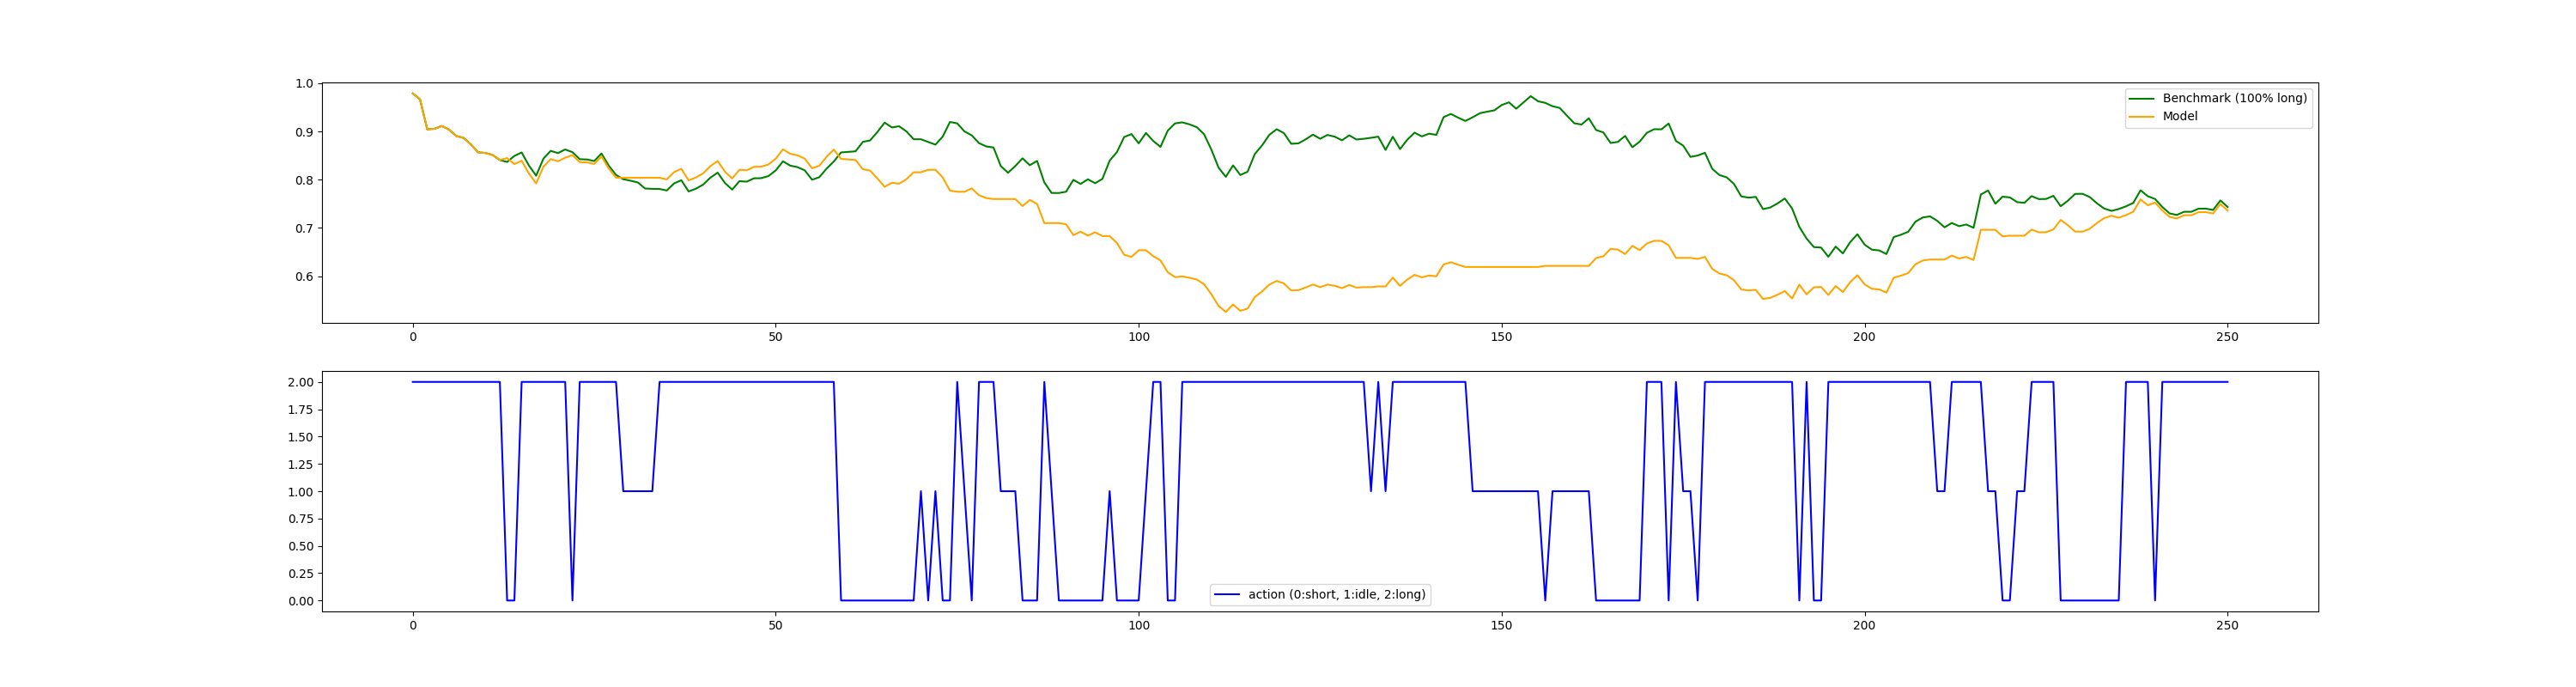 1.0
0.9
0.8
0.7
0.6
Benchmark (100% long)
Model
0 50 100 150 200 250
2.00
1.75
1.50
1.25
1.00
0.75
0.50
0.25
0.00
action (0:short, 1:idle, 2:long)
0 50 100 150 200 250